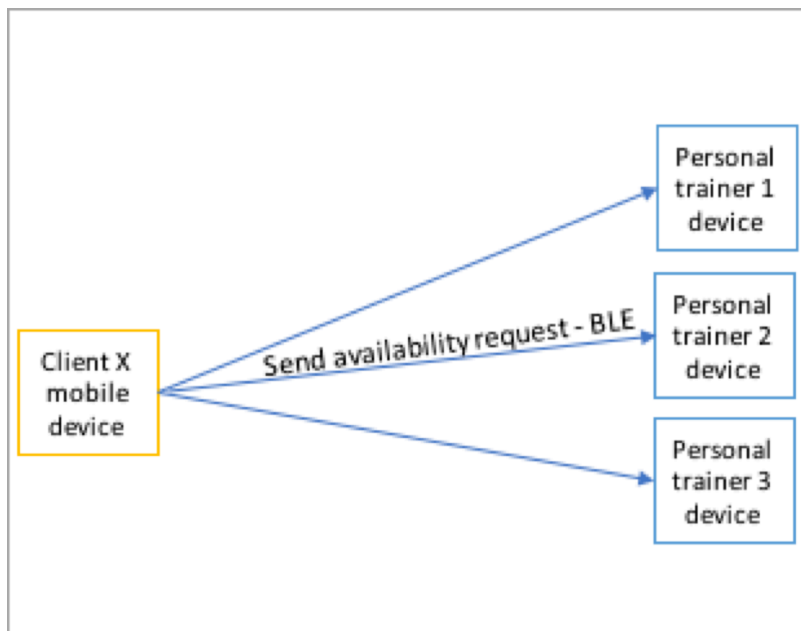 Personal
trainer 1
device
Send availability request - BLE
Personal
trainer 2
device
Client X
mobile
device
Personal
trainer 3
device